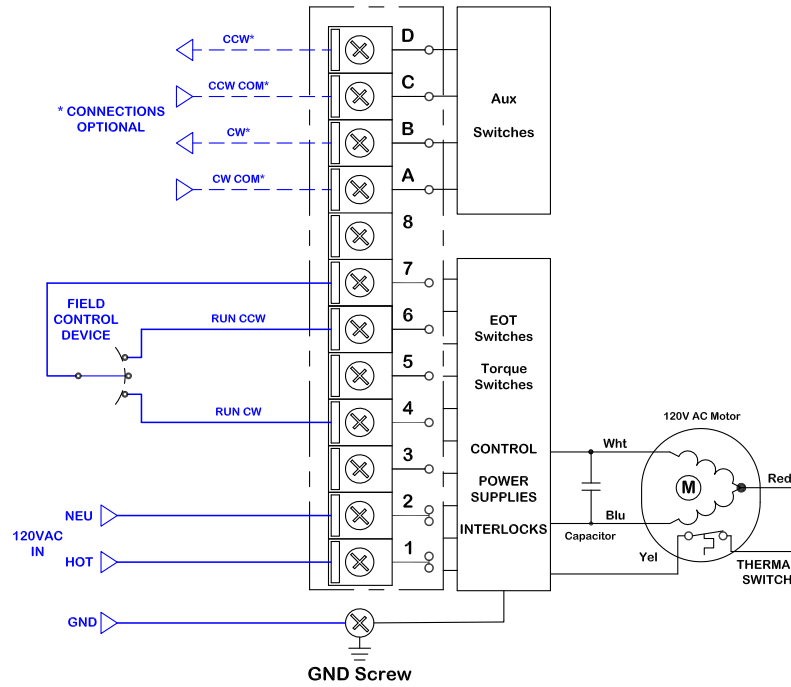 CCW*
D
CCW COM*
C
* CONNECTIONS
OPTIONAL
CW*
B
CW COM*
A
Aux
Switches
8
7
FIELD
CONTROL
DEVICE
RUN CCW
6
5
RUN CW
4
3
EOT
Switches
Torque
Switches
CONTROL
POWER
SUPPLIES
INTERLOCKS
120V AC Motor
Wht
M
Red
Blu
Capacitor
Yel
THERMA
SWITCH
NEU
2
120VAC
IN
HOT
1
GND
GND Screw